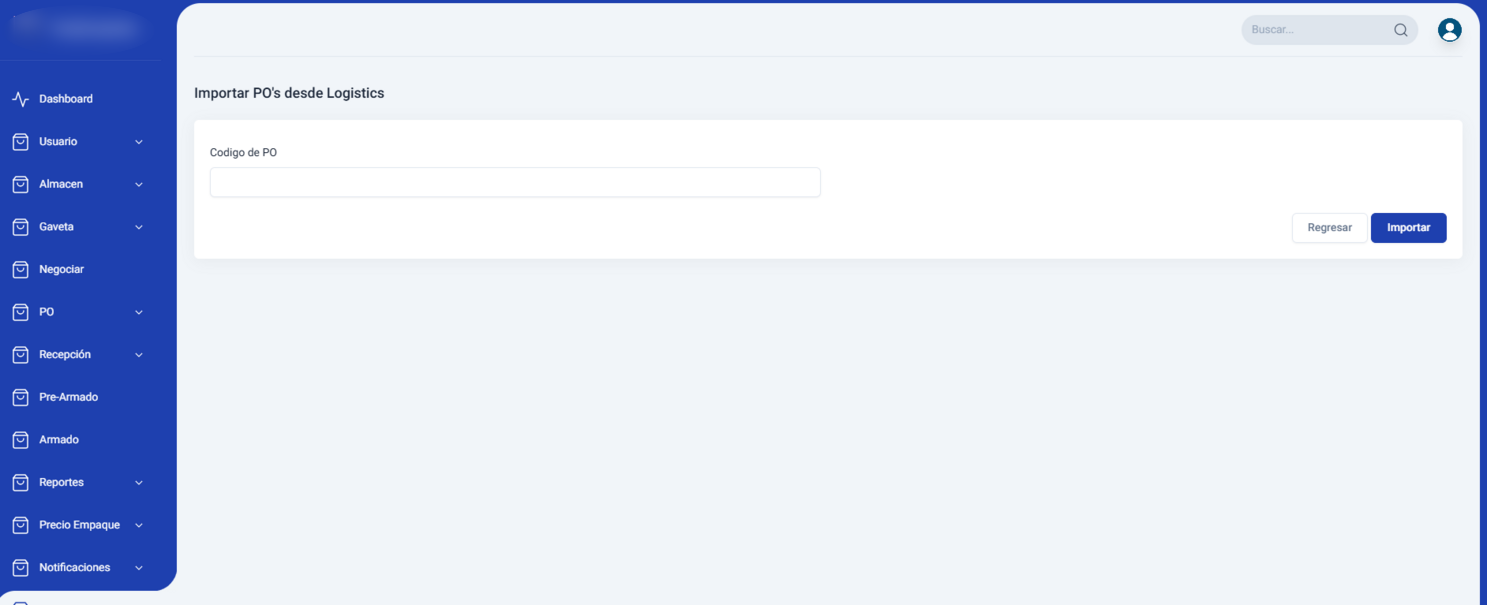 Buscar...
Dashboard
Usuario
Almacen
Gaveta
Negociar
PO
Recepción
Pre-Armado
Armado
Reportes
Precio Empaque
Notificaciones
Importar PO's desde Logistics
Codigo de PO
Regresar
Importar